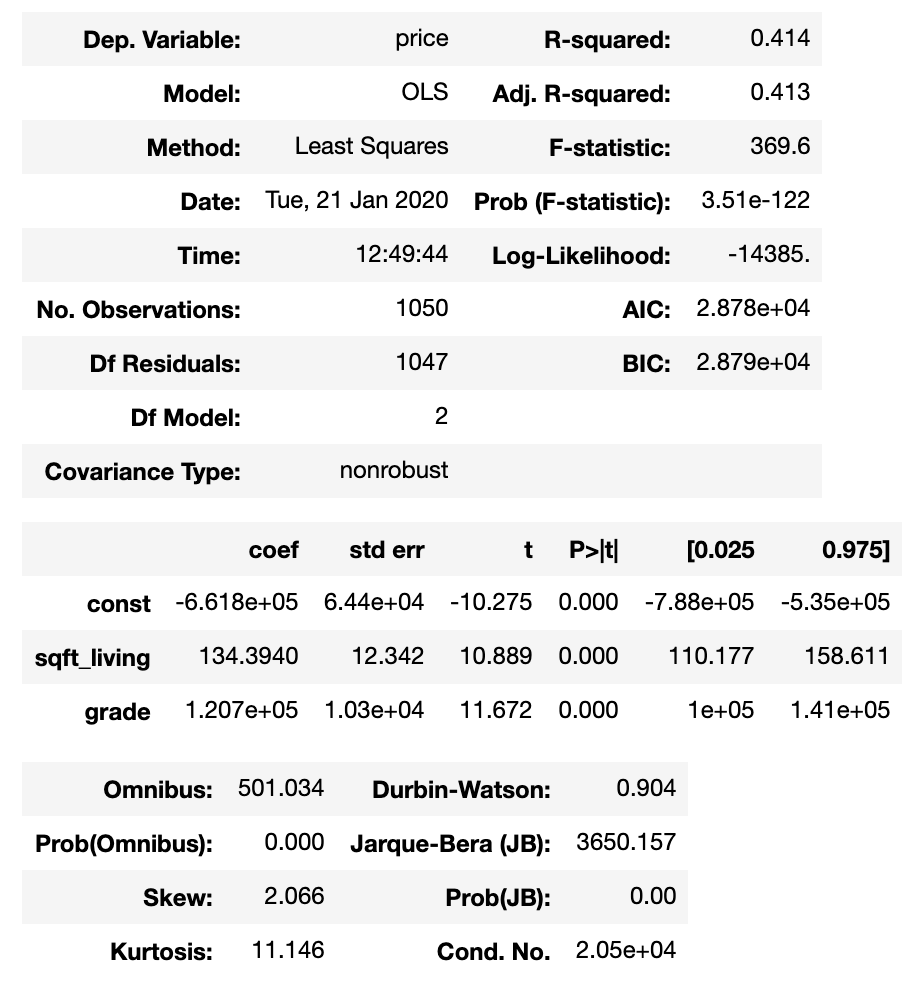 Dep. Variable: price R-squared: 0.414
Model: OLS Adj. R-squared: 0.413
Method: Least Squares F-statistic: 369.6
Date: Tue, 21 Jan 2020 Prob (F-statistic): 3.51e-122
Time: 12:49:44 Log-Likelihood: -14385.
No. Observations: 1050 AIC: 2.878e+04
Df Residuals: 1047 BIC: 2.879e+04
Df Model: 2
Covariance Type: nonrobust
coef std err t P>|t| [0.025 0.975]
const -6.618e+05 6.44e+04 -10.275 0.000 -7.88e+05 -5.35e+05
sqft_living 134.3940 12.342 10.889 0.000 110.177 158.611
grade 1.207e+05 1.03e+04 11.672 0.000 1e+05 1.41e+05
Omnibus: 501.034 Durbin-Watson: 0.904
Prob(Omnibus): 0.000 Jarque-Bera (JB): 3650.157
Skew: 2.066 Prob(JB): 0.00
Kurtosis: 11.146 Cond. No. 2.05e+04